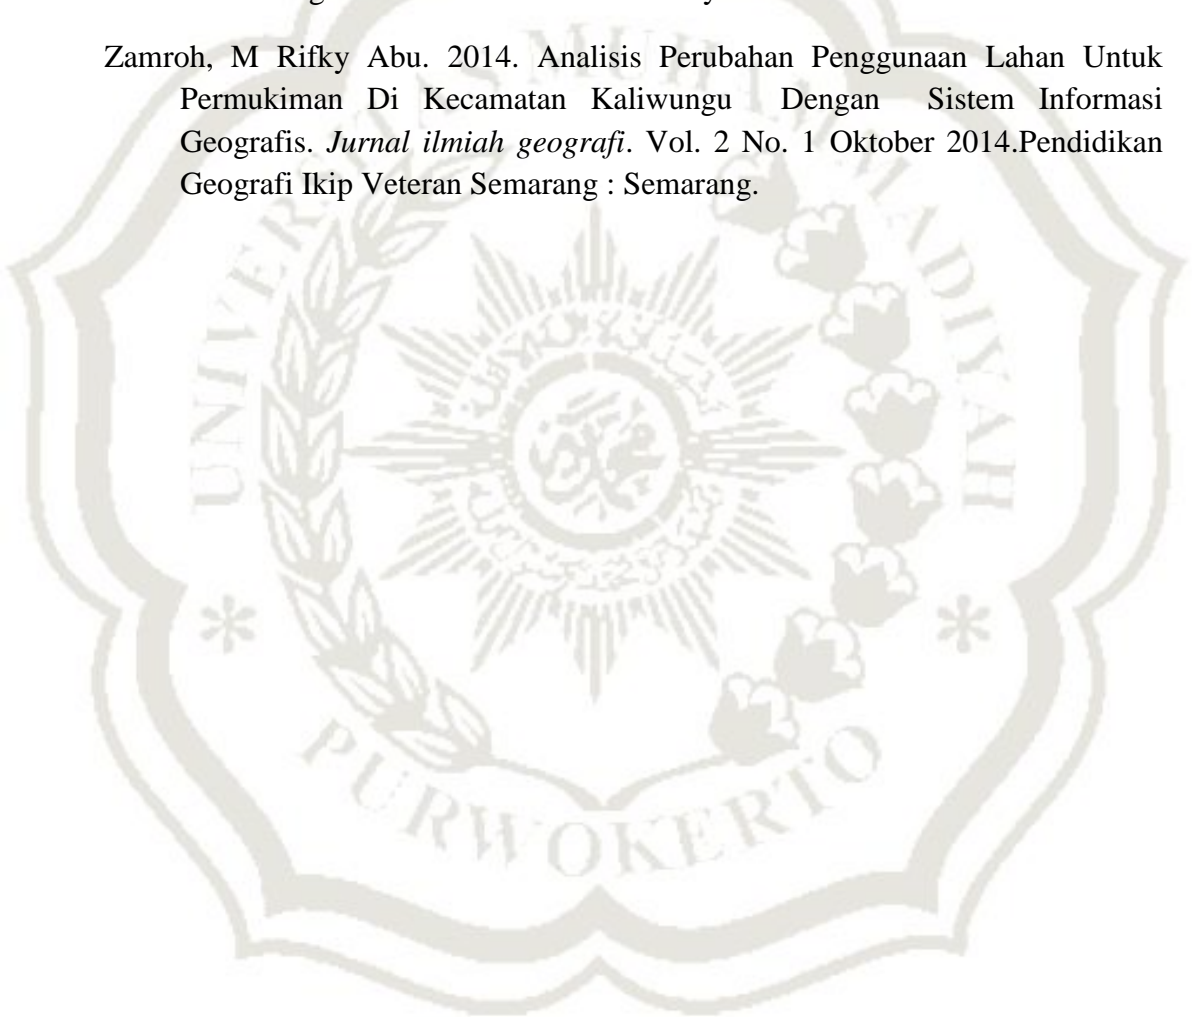 Zamroh, M Rifky Abu. 2014. Analisis Perubahan Penggunaan Lahan Untuk
Permukiman Di Kecamatan Kaliwungu Dengan Sistem Informasi
Geografis. Jurnal ilmiah geografi. Vol. 2 No. 1 Oktober 2014.Pendidikan
Geografi Ikip Veteran Semarang : Semarang.
UNIVERSITAS MUHAMMADIYAH
PURWOKERTO